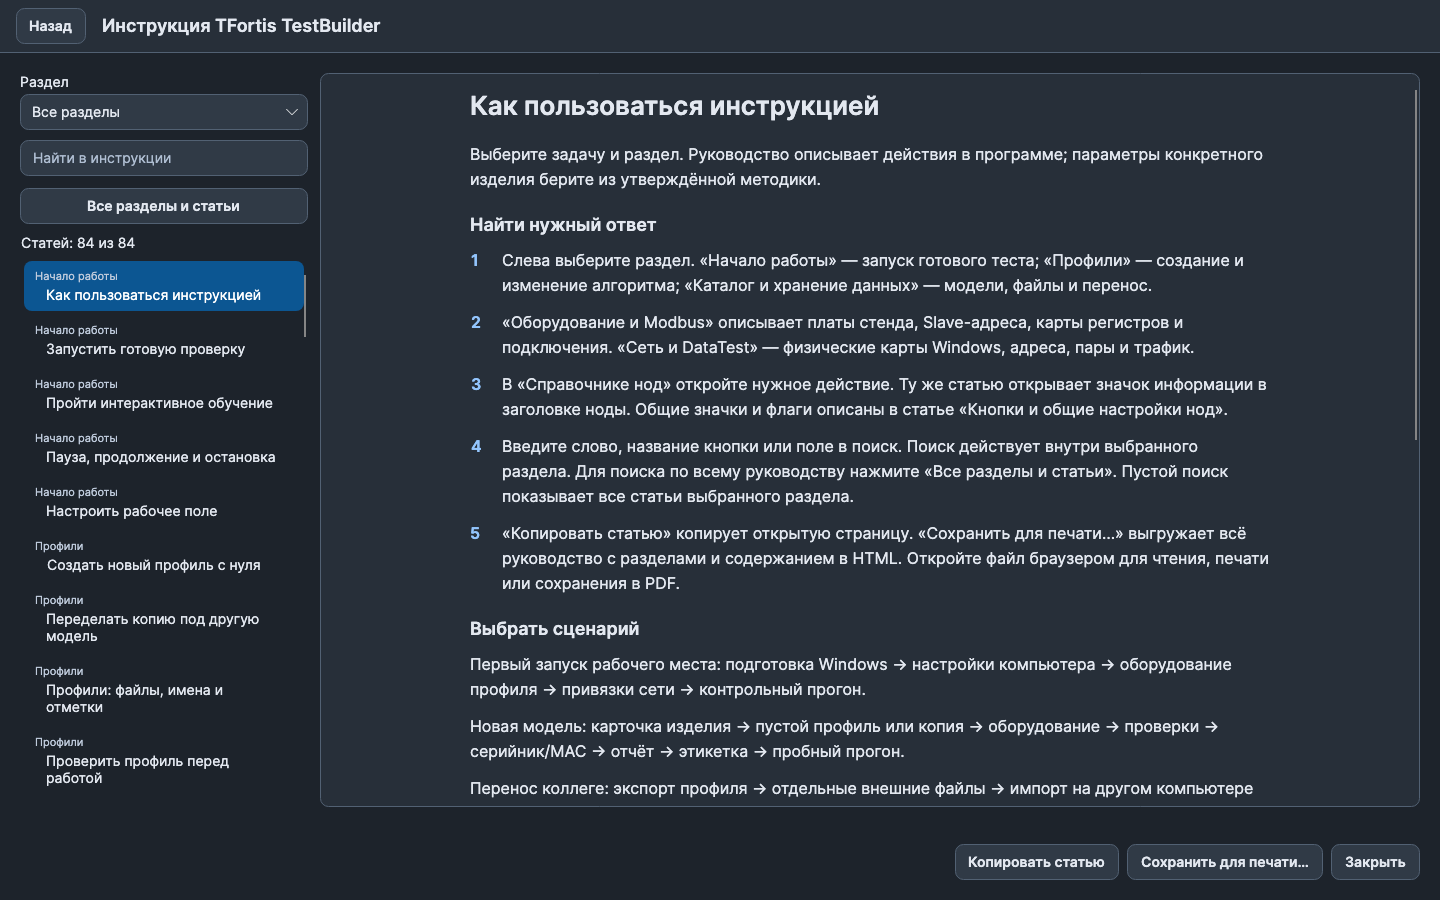 Назад
Инструкция TFortis TestBuilder
Раздел
Все разделы
Найти в инструкции
Все разделы и статьи
Статей: 84 из 84
Начало работы
Как пользоваться инструкцией
Начало работы
Запустить готовую проверку
Начало работы
Пройти интерактивное обучение
Начало работы
Пауза, продолжение и остановка
Начало работы
Настроить рабочее поле
Профили
Создать новый профиль с нуля
Профили
Переделать копию под другую
модель
Профили
Профили: файлы, имена и
отметки
Профили
Проверить профиль перед
работой
Как пользоваться инструкцией
Выберите задачу и раздел. Руководство описывает действия в программе; параметры конкретного
изделия берите из утверждённой методики.
Найти нужный ответ
1 Слева выберите раздел. «Начало работы» — запуск готового теста; «Профили» — создание и
изменение алгоритма; «Каталог и хранение данных» — модели, файлы и перенос.
2 «Оборудование и Modbus» описывает платы стенда, Slave-адреса, карты регистров и
подключения. «Сеть и DataTest» — физические карты Windows, адреса, пары и трафик.
3 В «Справочнике нод» откройте нужное действие. Ту же статью открывает значок информации в
заголовке ноды. Общие значки и флаги описаны в статье «Кнопки и общие настройки нод».
4 Введите слово, название кнопки или поле в поиск. Поиск действует внутри выбранного
раздела. Для поиска по всему руководству нажмите «Все разделы и статьи». Пустой поиск
показывает все статьи выбранного раздела.
5 «Копировать статью» копирует открытую страницу. «Сохранить для печати...» выгружает всё
руководство с разделами и содержанием в HTML. Откройте файл браузером для чтения, печати
или сохранения в PDF.
Выбрать сценарий
Первый запуск рабочего места: подготовка Windows → настройки компьютера → оборудование
профиля → привязки сети → контрольный прогон.
Новая модель: карточка изделия → пустой профиль или копия → оборудование → проверки →
серийник/MAC → отчёт → этикетка → пробный прогон.
Перенос коллеге: экспорт профиля → отдельные внешние файлы → импорт на другом компьютере
Копировать статью
Сохранить для печати...
Закрыть